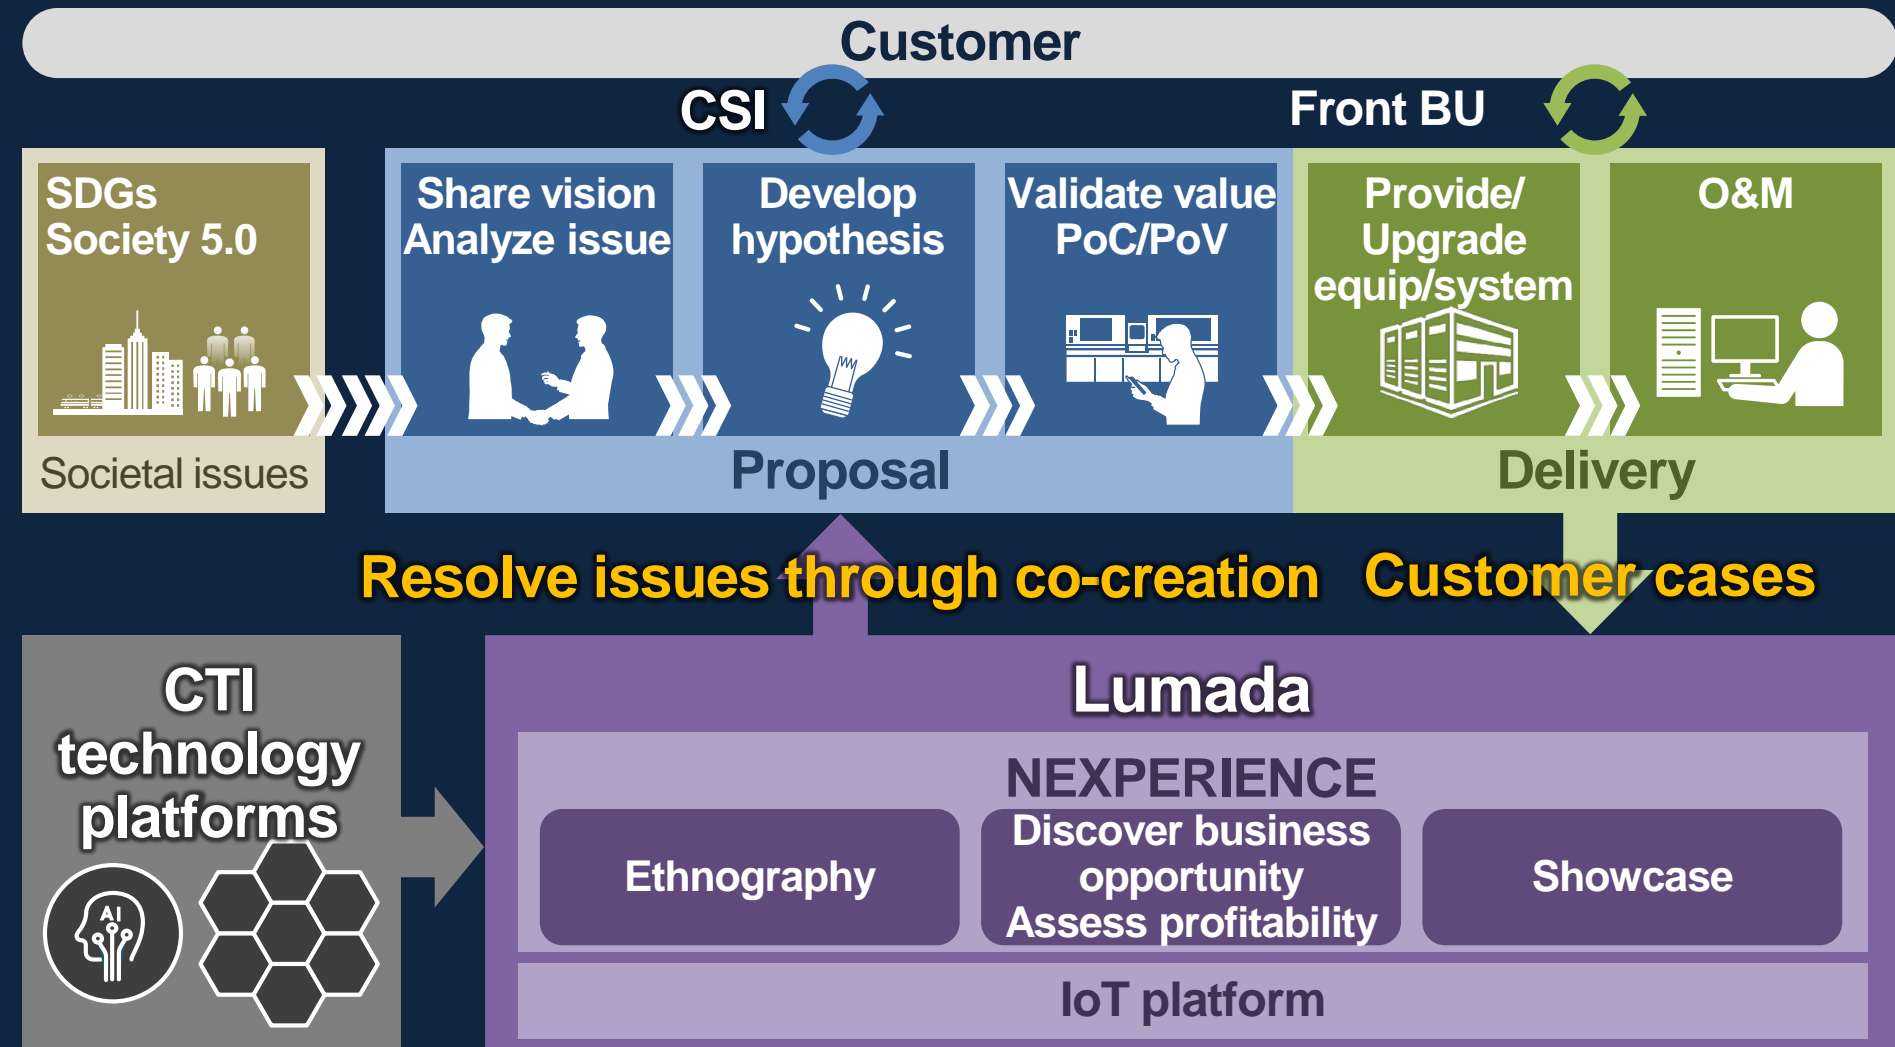 Customer
CSI
Front BU
SDGs
Society 5.0
Societal issues
Share vision
Analyze issue
Develop
hypothesis
Validate value
PoC/PoV
Proposal
Provide/
Upgrade
equip/system
O&M
Delivery
Resolve issues through co-creation
Customer cases
CTI
technology
platforms
AI
Lumada
NEXPERIENCE
Ethnography
Discover business
opportunity
Assess profitability
Showcase
IoT platform